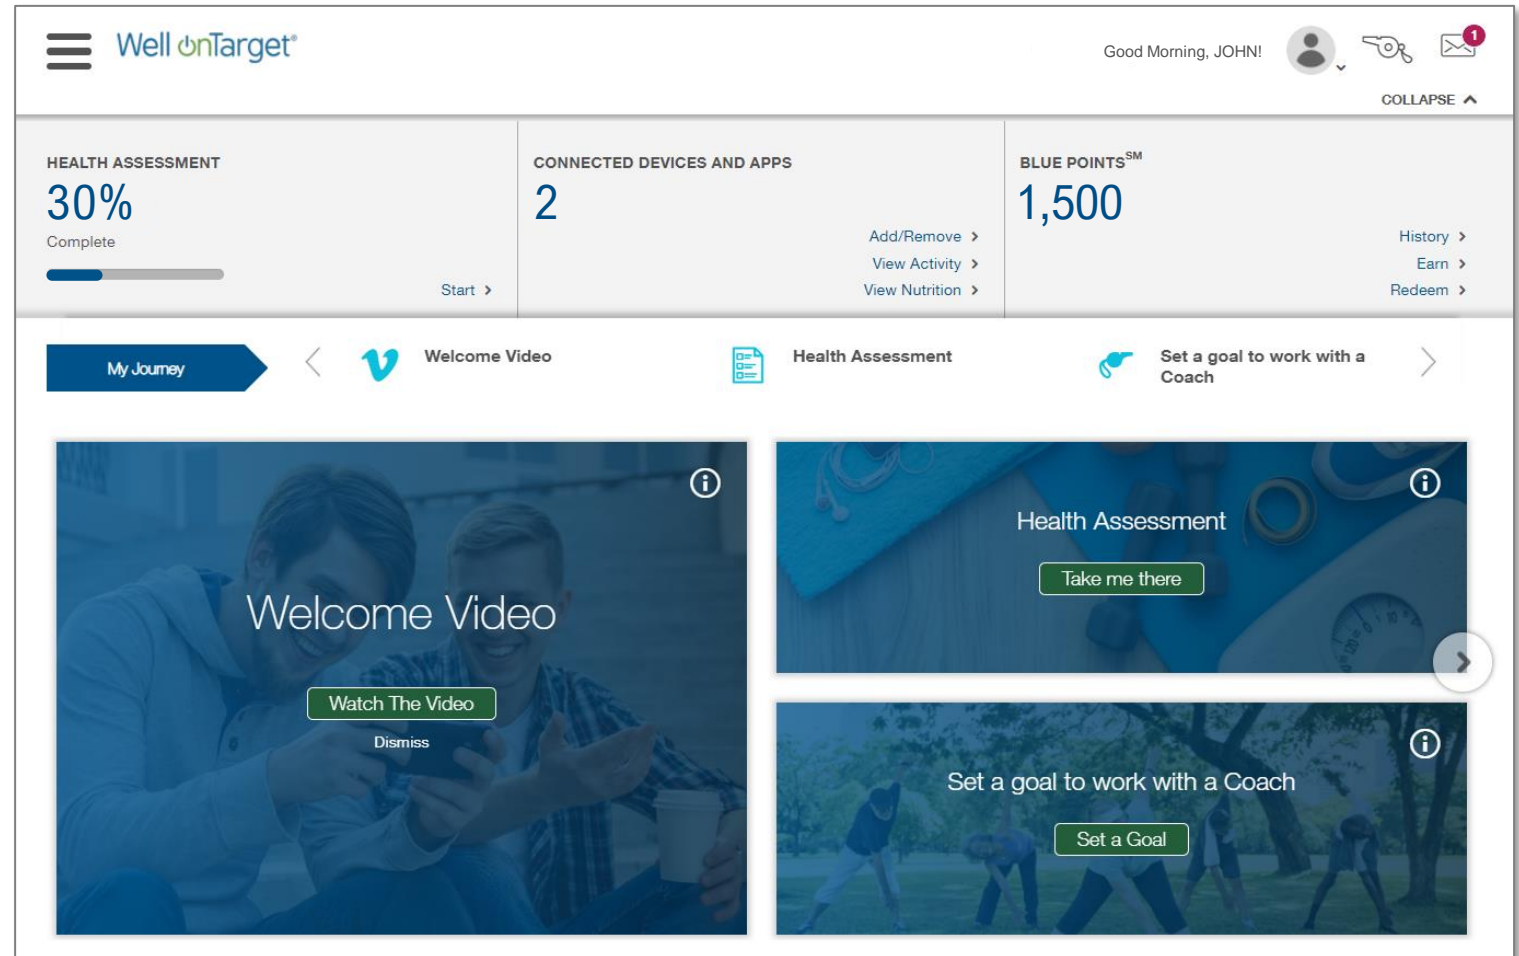 Well onTarget®
Good Morning, JOHN!
1
COLLAPSE
HEALTH ASSESSMENT
30%
Complete
Start >
CONNECTED DEVICES AND APPS
2
Add/Remove >
View Activity >
View Nutrition >
BLUE POINTS℠
1,500
History >
Earn >
Redeem >
My Journey
Welcome Video
Health Assessment
Set a goal to work with a
Coach
Welcome Video
Watch The Video
Dismiss
Health Assessment
Take me there
Set a goal to work with a Coach
Set a Goal